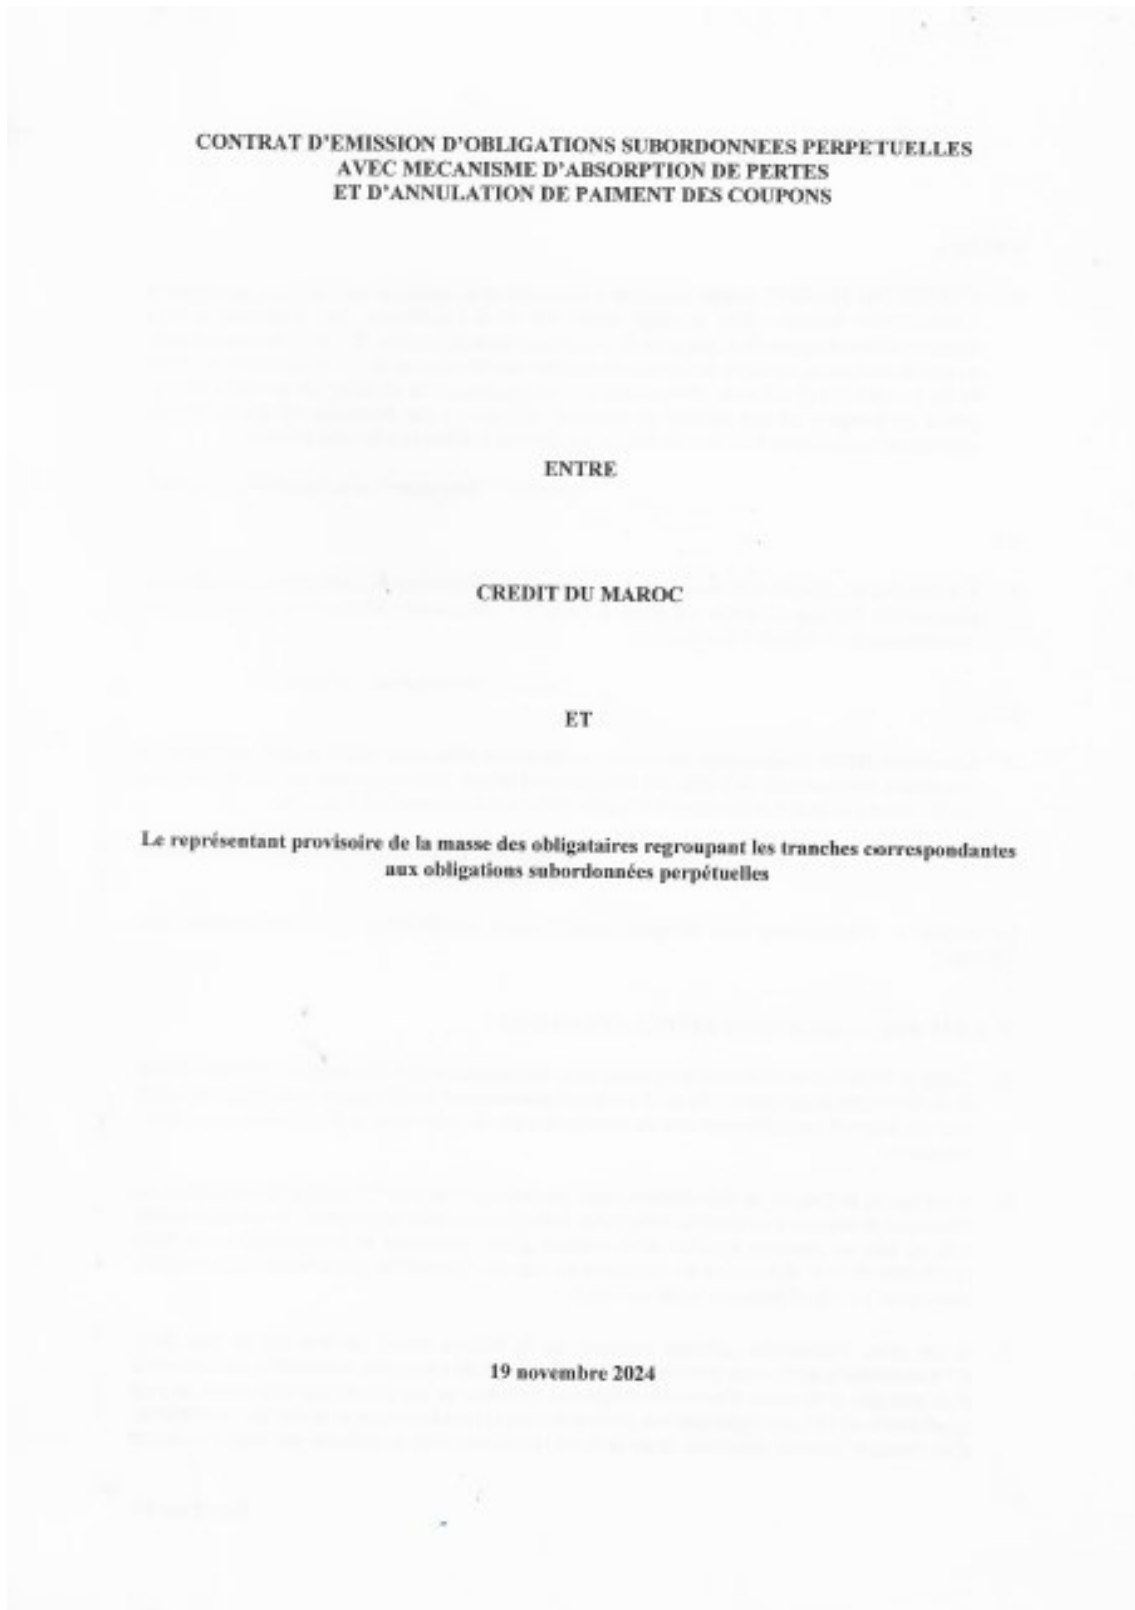 CONTRAT D'EMISSION D'OBLIGATIONS SUBORDONNEES PERPETUELLES
AVEC MECANISME D'ABSORPTION DE PERTES
ET D'ANNULATION DE PAIMENT DES COUPONS
ENTRE
CREDIT DU MAROC
ET
Le représentant provisoire de la masse des obligataires regroupant les tranches correspondantes
aux obligations subordonnées perpétuelles
19 novembre 2024